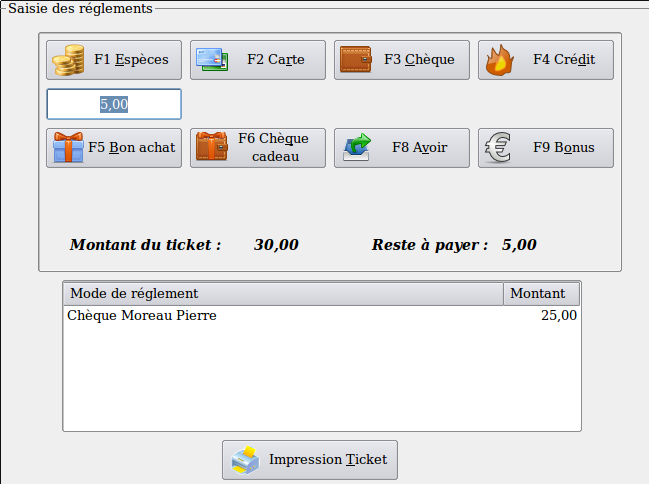 Saisie des réglements
F1 Espèces F2 Carte F3 Chèque F4 Crédit
5,00
F5 Bon achat F6 Chèque cadeau F8 Avoir F9 Bonus
Montant du ticket : 30,00 Reste à payer : 5,00
Mode de réglement Montant
Chèque Moreau Pierre 25,00
Impression Ticket